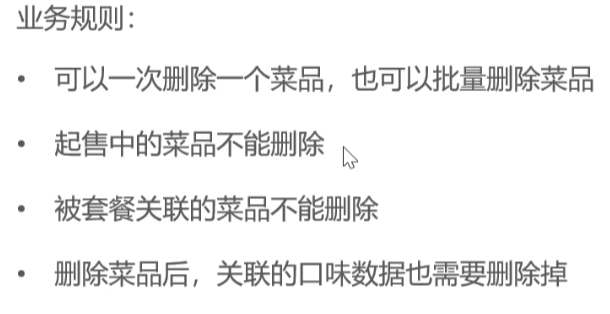 业务规则：
• 可以一次删除一个菜品，也可以批量删除菜品
• 起售中的菜品不能删除
• 被套餐关联的菜品不能删除
• 删除菜品后，关联的口味数据也需要删除掉